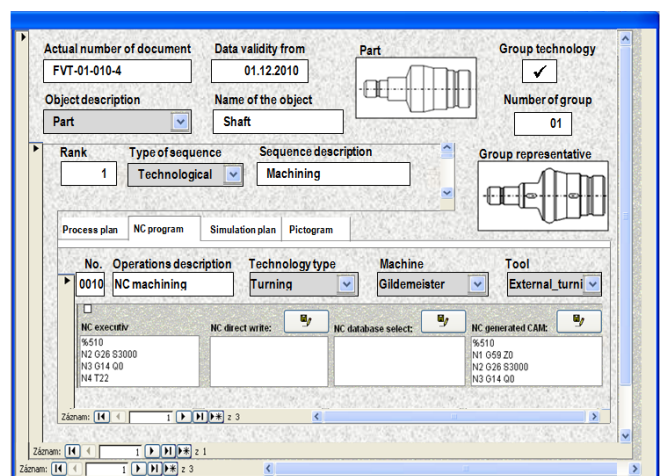 Actual number of document Data validity from Part Group technology
FVT-01-010-4 01.12.2010 ✓
Object description Name of the object Number of group
Part Shaft 01
Rank Type of sequence Sequence description Group representative
1 Technological Machining
Process plan NC program Simulation plan Pictogram
No. Operations description Technology type Machine Tool
0010 NC machining Turning Gildemeister External_turni
NC executiv NC direct write: NC database select: NC generated CAM:
%510 %510
N2 G26 S3000 N1 G59 Z0
N3 G14 Q0 N2 G26 S3000
N4 T22 N3 G14 Q0
Záznam: 1 z 3
Záznam: 1 z 1
Záznam: 1 z 3